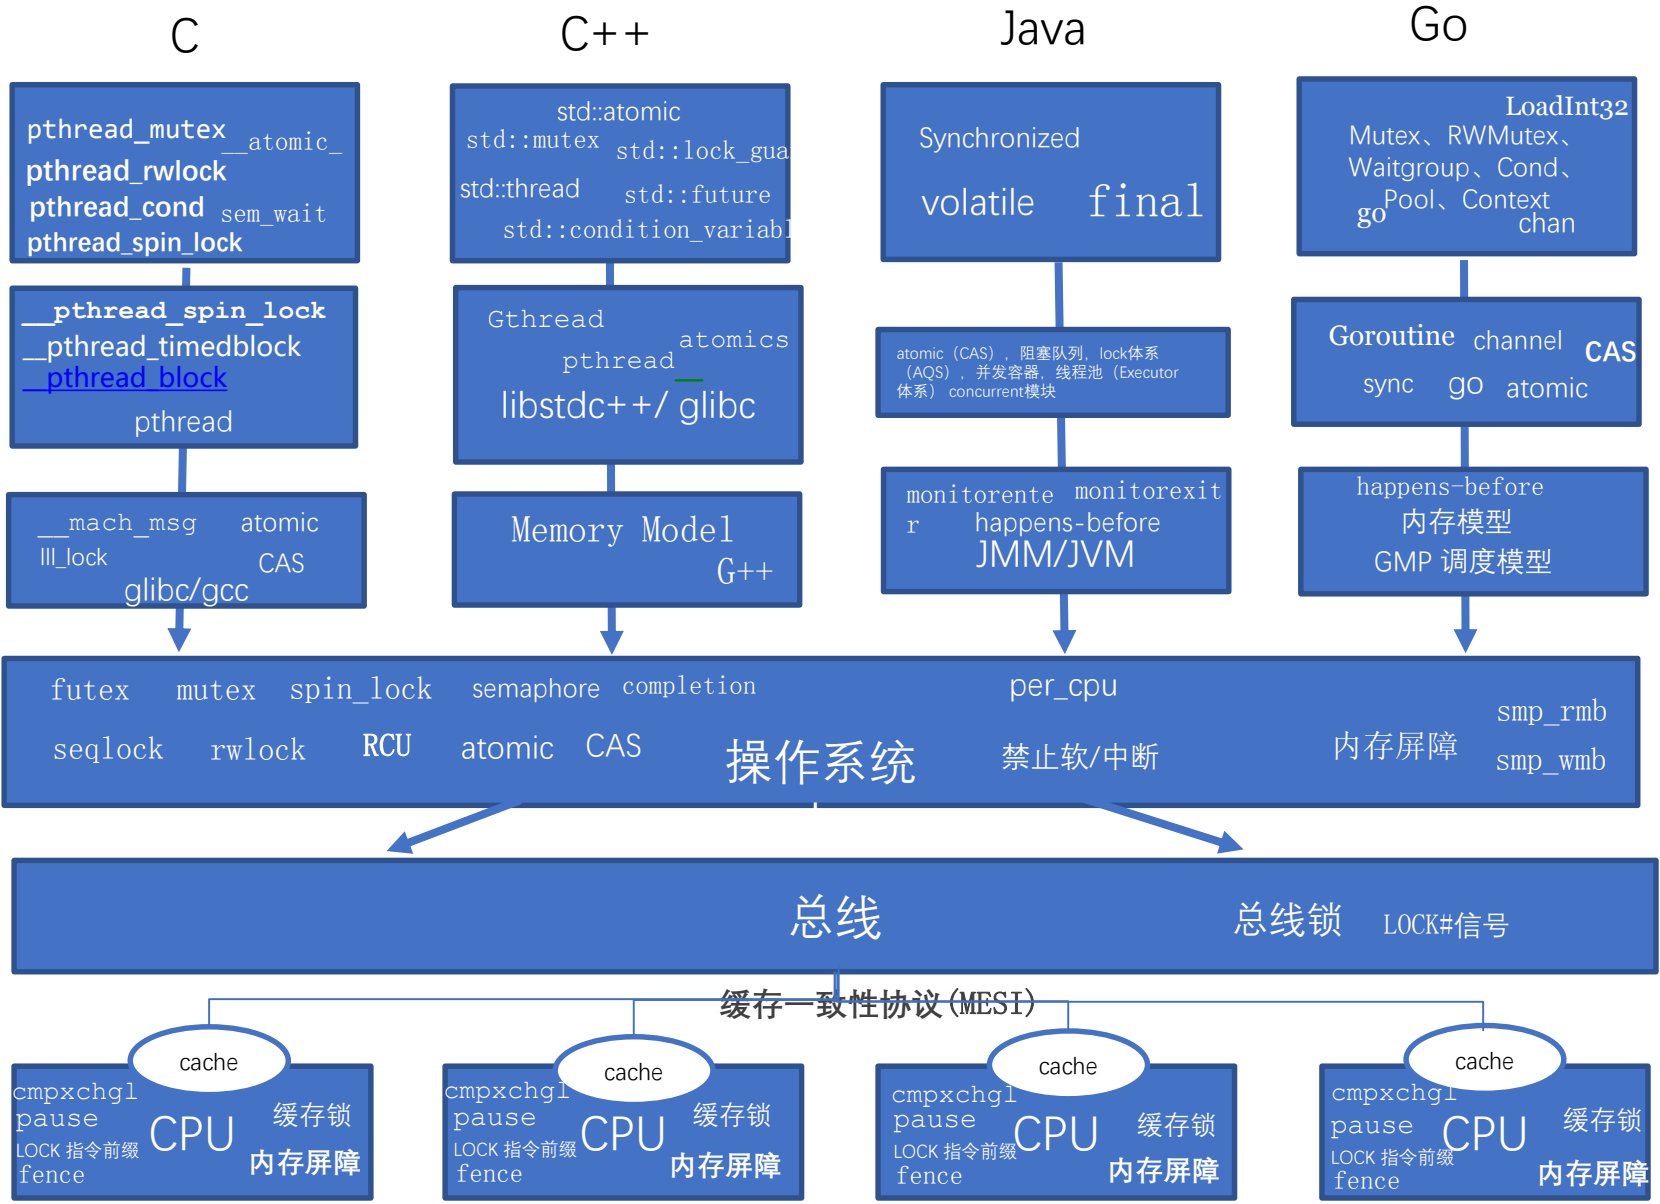 C
C++
Java
Go
pthread_mutex
__atomic_
pthread_rwlock
pthread_cond
sem_wait
pthread_spin_lock
std::atomic
std::mutex
std::lock_gua
std::thread
std::future
std::condition_variabl
Synchronized
volatile
final
LoadInt32
Mutex、RWMutex、
Waitgroup、Cond、
Pool、Context
go
chan
__pthread_spin_lock
__pthread_timedblock
__pthread_block
pthread
Gthread
atomics
pthread
libstdc++/ glibc
atomic（CAS），阻塞队列，lock体系
（AQS），并发容器，线程池（Executor
体系） concurrent模块
Goroutine
channel
CAS
sync
go
atomic
__mach_msg
atomic
lll_lock
CAS
glibc/gcc
Memory Model
G++
monitorente
r
monitorexit
happens-before
JMM/JVM
happens-before
内存模型
GMP 调度模型
futex
mutex
spin_lock
semaphore
completion
per_cpu
smp_rmb
seqlock
rwlock
RCU
atomic
CAS
操作系统
禁止软/中断
内存屏障
smp_wmb
总线
总线锁
LOCK#信号
缓存一致性协议(MESI)
cache
cmpxchgl
pause
CPU
缓存锁
LOCK 指令前缀
内存屏障
fence
cache
cmpxchgl
pause
CPU
缓存锁
LOCK 指令前缀
内存屏障
fence
cache
cmpxchgl
pause
CPU
缓存锁
LOCK 指令前缀
内存屏障
fence
cache
cmpxchgl
pause
CPU
缓存锁
LOCK 指令前缀
内存屏障
fence